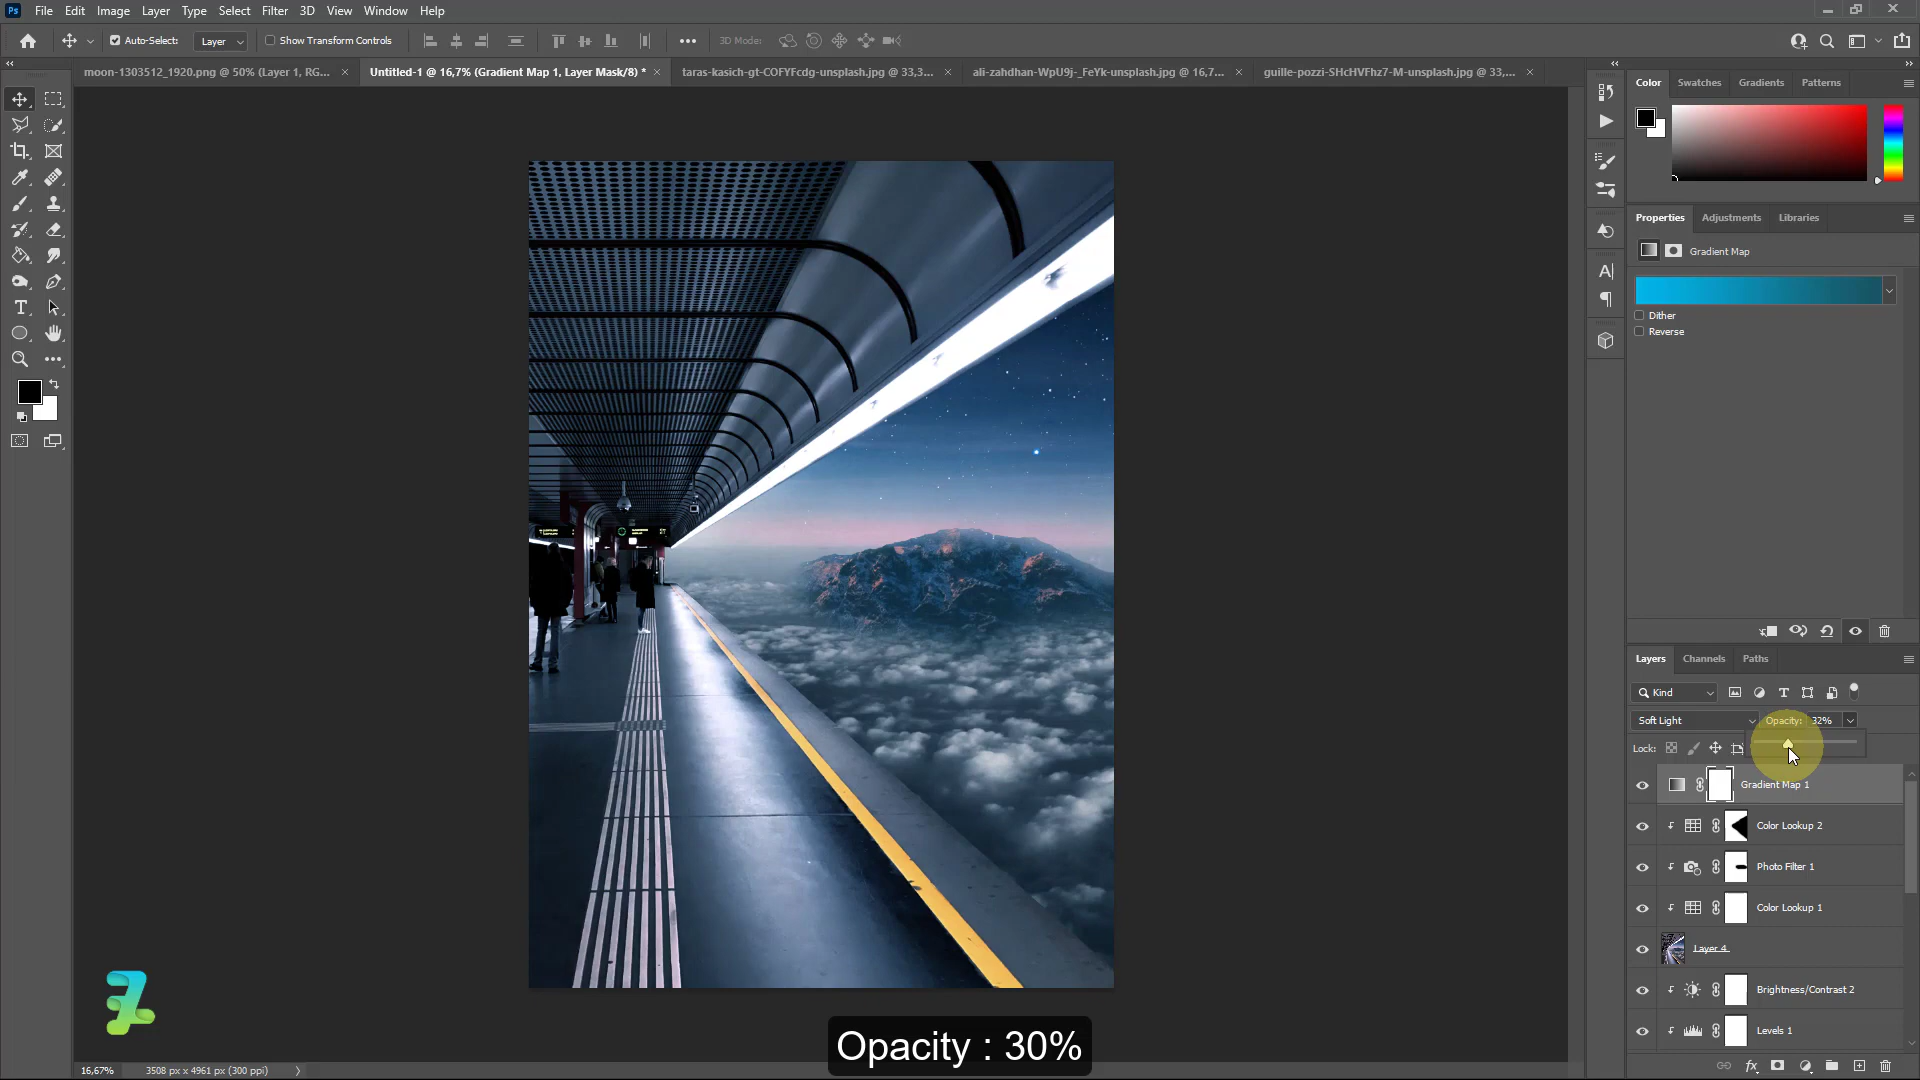 Ps File Edit Image Layer Type Select Filter 3D View Window Help
Auto-Select: Layer Show Transform Controls 3D Mode:
moon-1303512_1920.png @ 50% (Layer 1, RG... × Untitled-1 @ 16,7% (Gradient Map 1, Layer Mask/8) * × taras-kasich-gt-COFYFcdg-unsplash.jpg @ 33,3... × ali-zahdhan-WpU9j-_FeYk-unsplash.jpg @ 16,7... × guille-pozzi-SHcHVFhz7-M-unsplash.jpg @ 33,... ×
Color Swatches Gradients Patterns
Properties Adjustments Libraries
Gradient Map
Dither
Reverse
Layers Channels Paths
Kind
Soft Light Opacity: 32%
Lock:
Gradient Map 1
Color Lookup 2
Photo Filter 1
Color Lookup 1
Layer 4
Brightness/Contrast 2
Levels 1
Opacity : 30%
16,67% 3508 px x 4961 px (300 ppi)